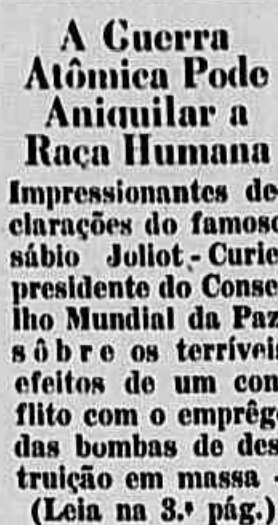 A Guerra
Atômica Pode
Aniquilar a
Raça Humana
Impressionantes de-
clarações do famoso
sábio Joliot-Curie,
presidente do Conse-
lho Mundial da Paz
sôbre os terríveis
efeitos de um con-
flito com o emprêgo
das bombas de des-
truição em massa -
(Leia na 3.ª pág.)